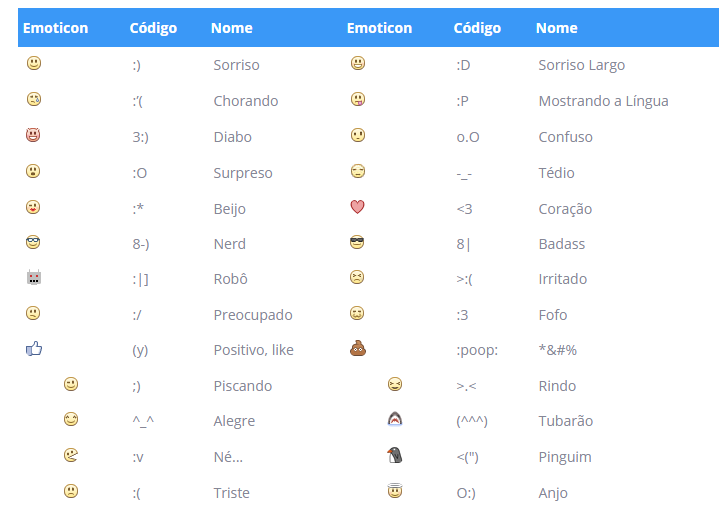 Emoticon Código Nome Emoticon Código Nome
:) Sorriso :D Sorriso Largo
:'( Chorando :P Mostrando a Língua
3:) Diabo o.O Confuso
:O Surpreso -_- Tédio
:* Beijo <3 Coração
8-) Nerd 8| Badass
:|] Robô >:( Irritado
:/ Preocupado :3 Fofo
(y) Positivo, like :poop: *&#%
;) Piscando >.< Rindo
^_^ Alegre (^^^) Tubarão
:v Né... <(") Pinguim
:( Triste O:) Anjo